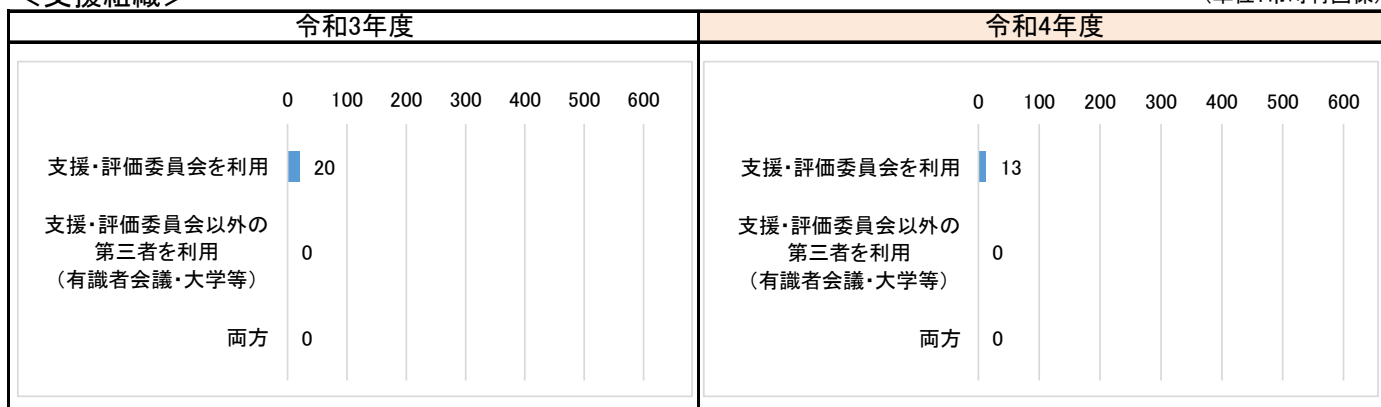 ＜支援組織＞
令和3年度
0 100 200 300 400 500 600
支援・評価委員会を利用 20
支援・評価委員会以外の
第三者を利用 0
（有識者会議・大学等）
両方 0
令和4年度
0 100 200 300 400 500 600
支援・評価委員会を利用 13
支援・評価委員会以外の
第三者を利用 0
（有識者会議・大学等）
両方 0